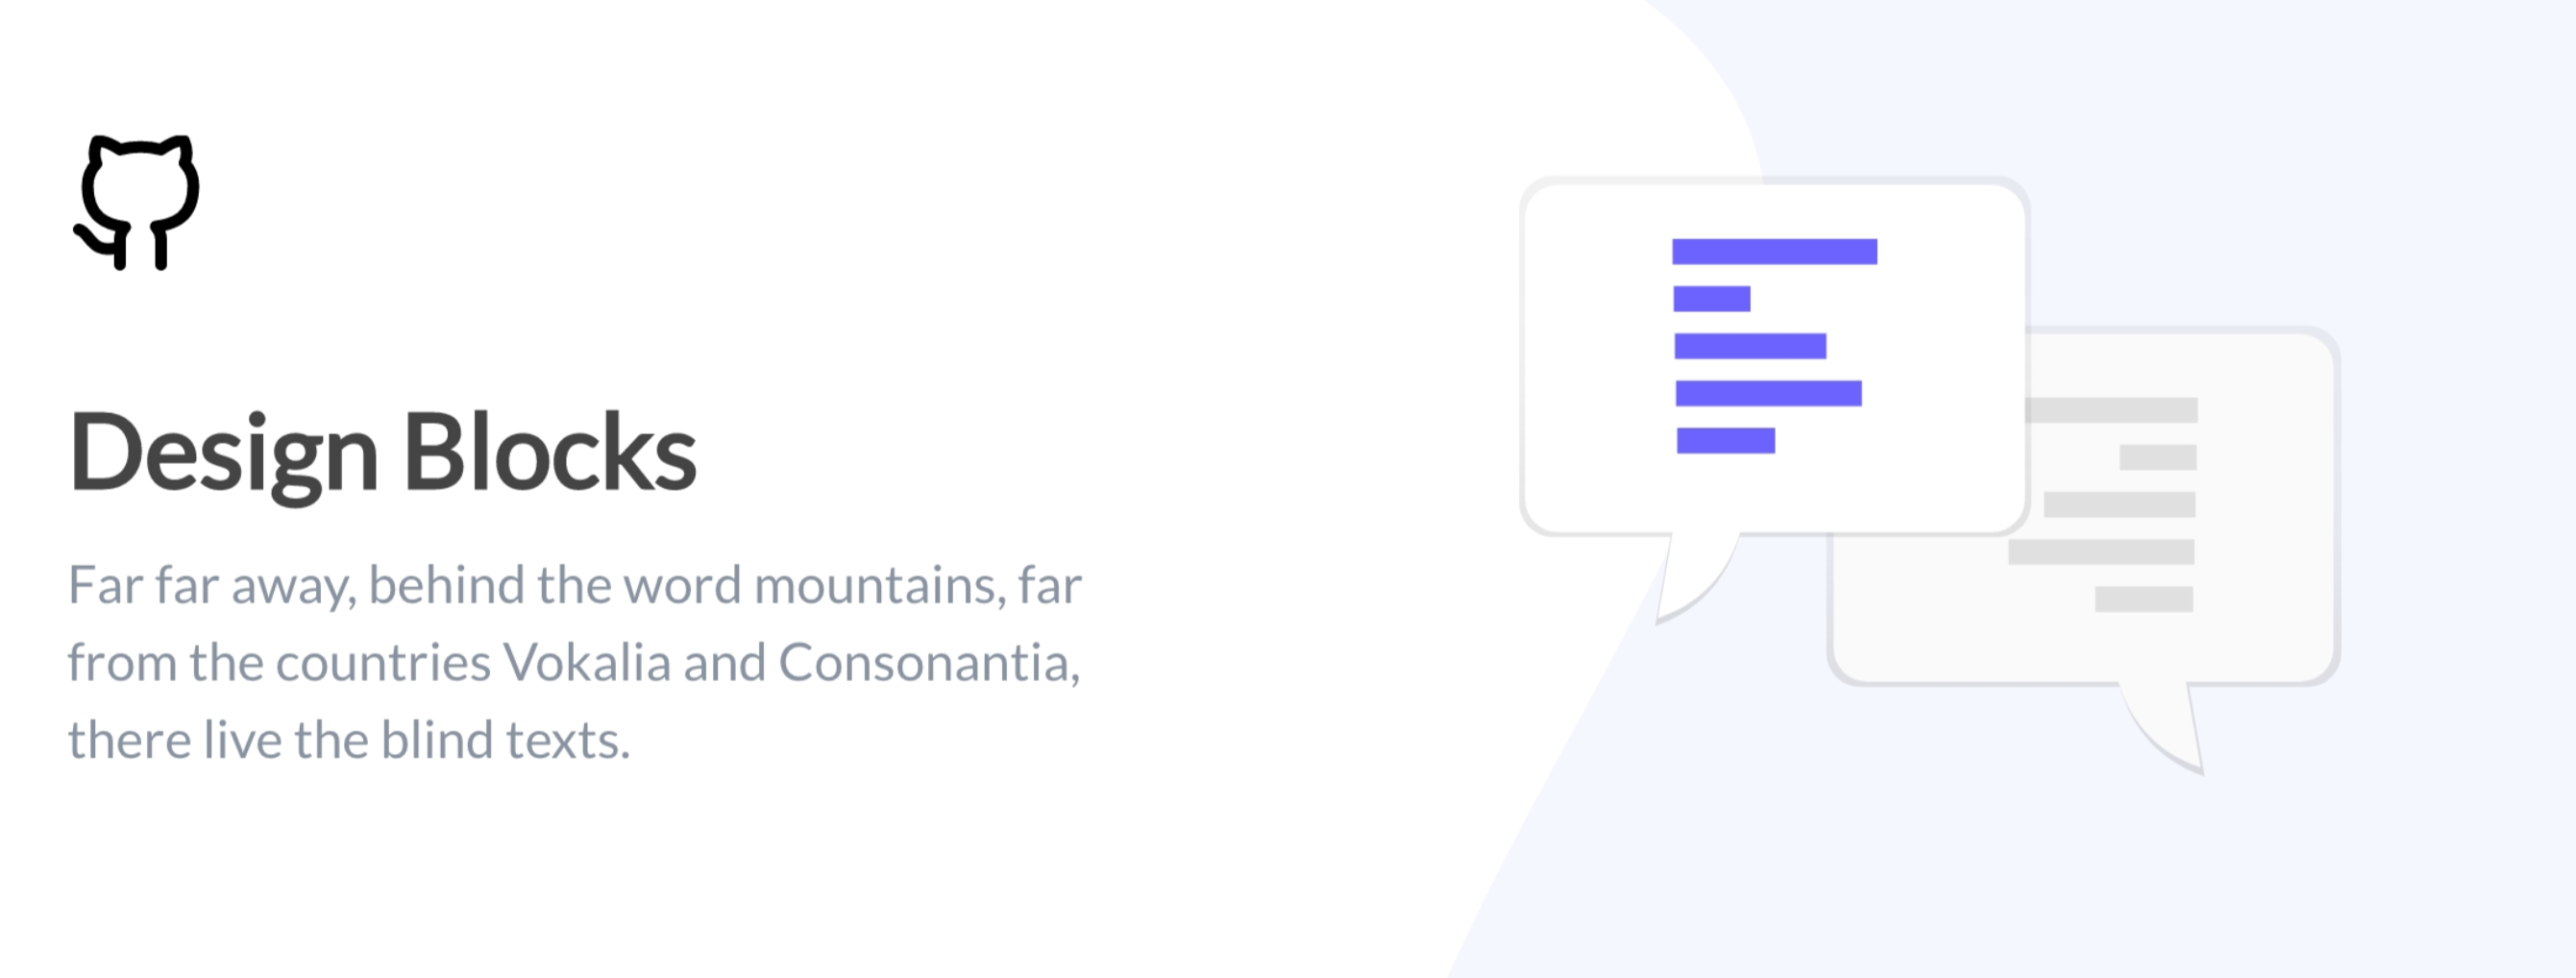 Design Blocks
Far far away, behind the word mountains, far
from the countries Vokalia and Consonantia,
there live the blind texts.